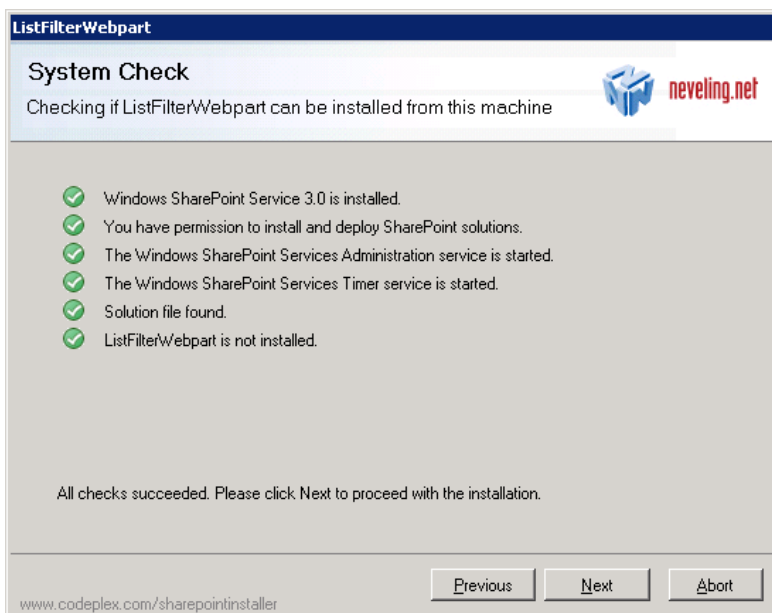 ListFilterWebpart
System Check
Checking if ListFilterWebpart can be installed from this machine
neveling.net
Windows SharePoint Service 3.0 is installed.
You have permission to install and deploy SharePoint solutions.
The Windows SharePoint Services Administration service is started.
The Windows SharePoint Services Timer service is started.
Solution file found.
ListFilterWebpart is not installed.
All checks succeeded. Please click Next to proceed with the installation.
Previous Next Abort
www.codeplex.com/sharepointinstaller